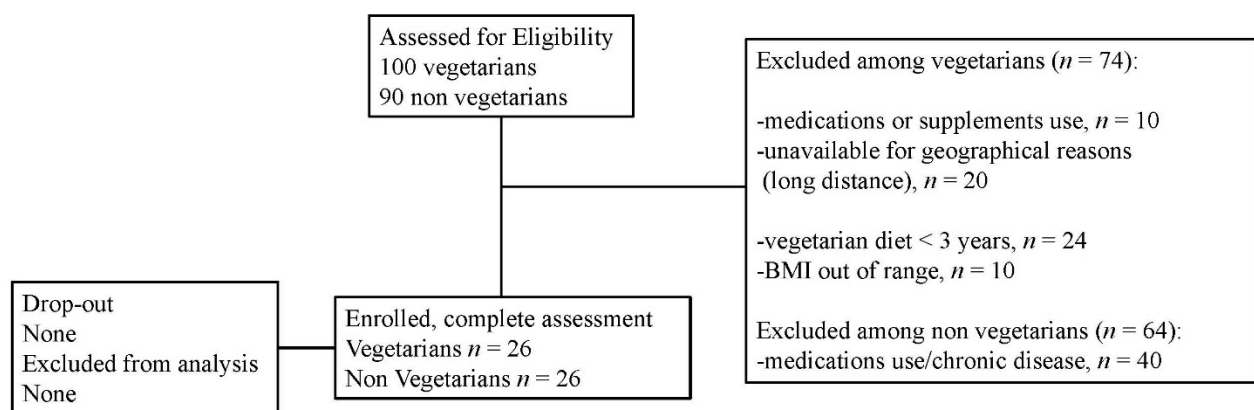 Assessed for Eligibility
100 vegetarians
90 non vegetarians
Excluded among vegetarians (n = 74):
-medications or supplements use, n = 10
-unavailable for geographical reasons
(long distance), n = 20
-vegetarian diet < 3 years, n = 24
-BMI out of range, n = 10
Excluded among non vegetarians (n = 64):
-medications use/chronic disease, n = 40
Drop-out
None
Excluded from analysis
None
Enrolled, complete assessment
Vegetarians n = 26
Non Vegetarians n = 26